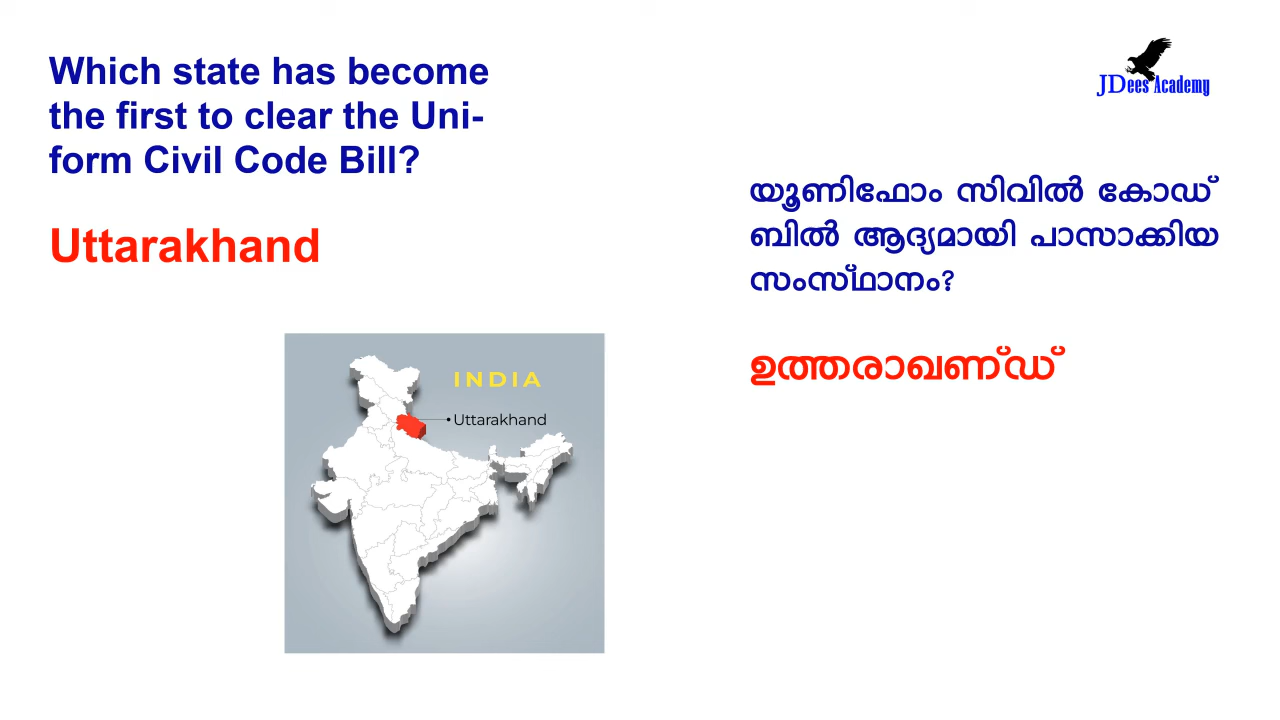 Which state has become
the first to clear the Uni-
form Civil Code Bill?
Uttarakhand
INDIA
Uttarakhand
JDees Academy
യൂണിഫോം സിവിൽ കോഡ്
ബിൽ ആദ്യമായി പാസാക്കിയ
സംസ്ഥാനം?
ഉത്തരാഖണ്ഡ്